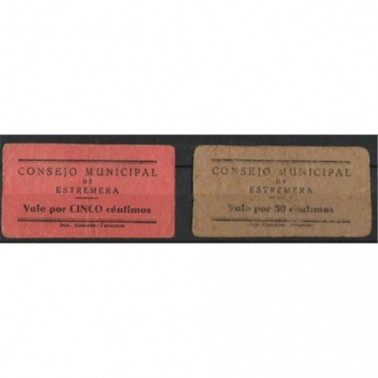 CONSEJO MUNICIPAL
DE
ESTREMERA
Vale por CINCO céntimos
CONSEJO MUNICIPAL
DE
ESTREMERA
Vale por 50 céntimos